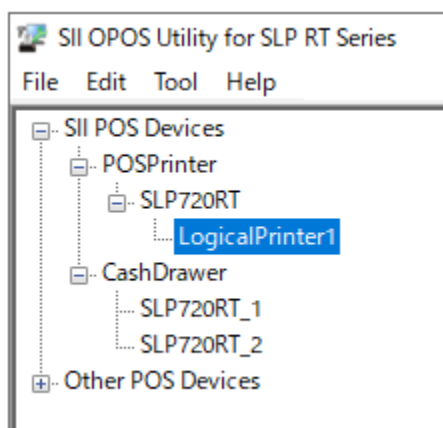 SII OPOS Utility for SLP RT Series
File Edit Tool Help
SII POS Devices
POSPrinter
SLP720RT
LogicalPrinter1
CashDrawer
SLP720RT_1
SLP720RT_2
Other POS Devices